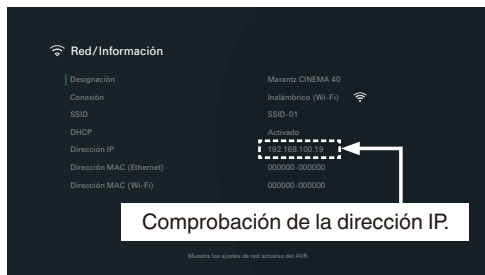 Red/Información
Designación Marantz CINEMA 40
Conexión Inalámbrico (Wi-Fi)
SSID SSID-01
DHCP Activado
Dirección IP 192.168.100.19
Dirección MAC (Ethernet) 000000-000000
Dirección MAC (Wi-Fi) 000000-000000
Comprobación de la dirección IP.
Muestra los ajustes de red actuales del AVR